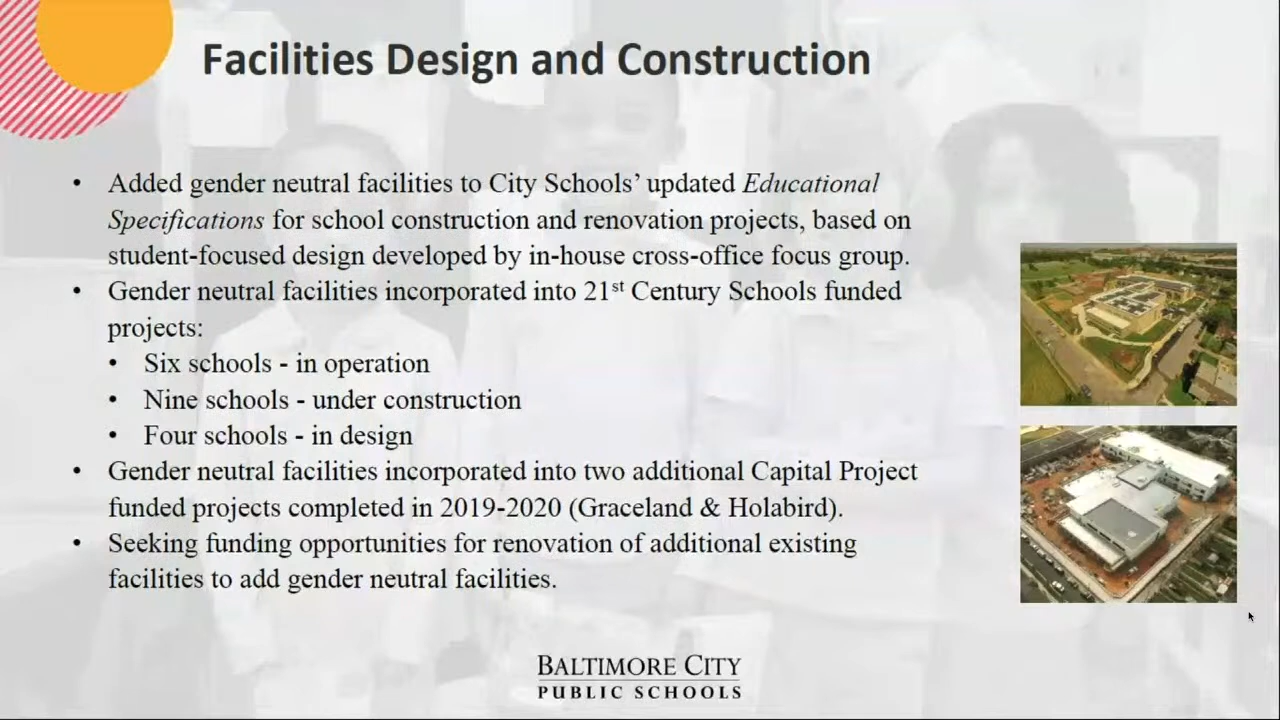 Facilities Design and Construction
• Added gender neutral facilities to City Schools’ updated Educational
Specifications for school construction and renovation projects, based on
student-focused design developed by in-house cross-office focus group.
• Gender neutral facilities incorporated into 21st Century Schools funded
projects:
• Six schools - in operation
• Nine schools - under construction
• Four schools - in design
• Gender neutral facilities incorporated into two additional Capital Project
funded projects completed in 2019-2020 (Graceland & Holabird).
• Seeking funding opportunities for renovation of additional existing
facilities to add gender neutral facilities.
BALTIMORE CITY
PUBLIC SCHOOLS